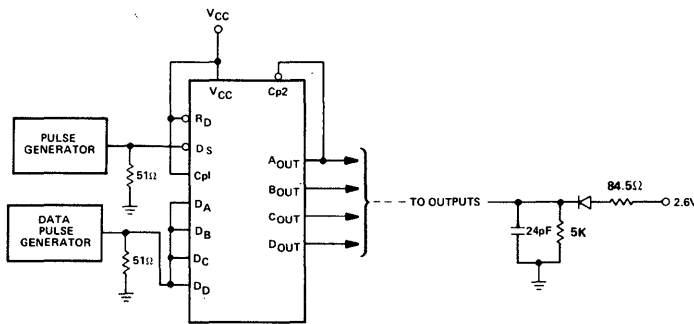 VCC
VCC
Cp2
RD
PULSE
GENERATOR
DS
51Ω
CpI
AOUT
BOUT
COUT
DOUT
TO OUTPUTS
84.5Ω
2.6V
24pF
5K
DATA
PULSE
GENERATOR
51Ω
DA
DB
DC
DD